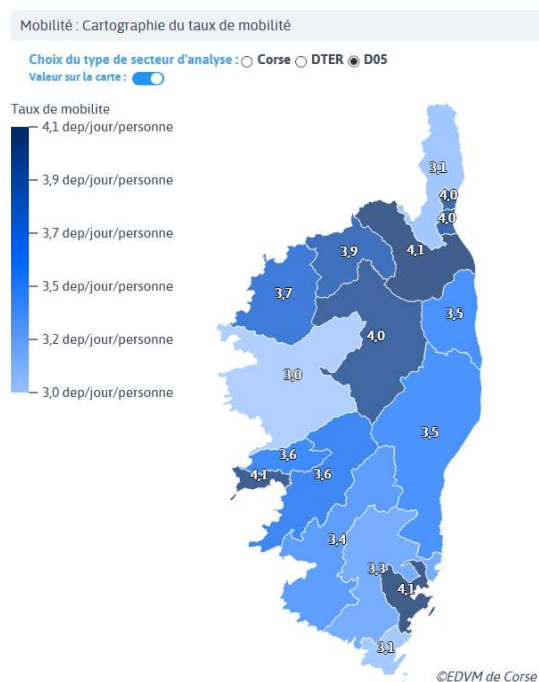 Mobilité : Cartographie du taux de mobilité
Choix du type de secteur d'analyse : Corse DTER D05
Valeur sur la carte :
Taux de mobilite
4,1 dep/jour/personne
3,9 dep/jour/personne
3,7 dep/jour/personne
3,5 dep/jour/personne
3,2 dep/jour/personne
3,0 dep/jour/personne
3,1
4,0
4,0
4,1
3,9
3,7
3,5
4,0
3,0
3,5
3,6
4,1
3,6
3,4
3,3
4,1
3,1
©EDVM de Corse